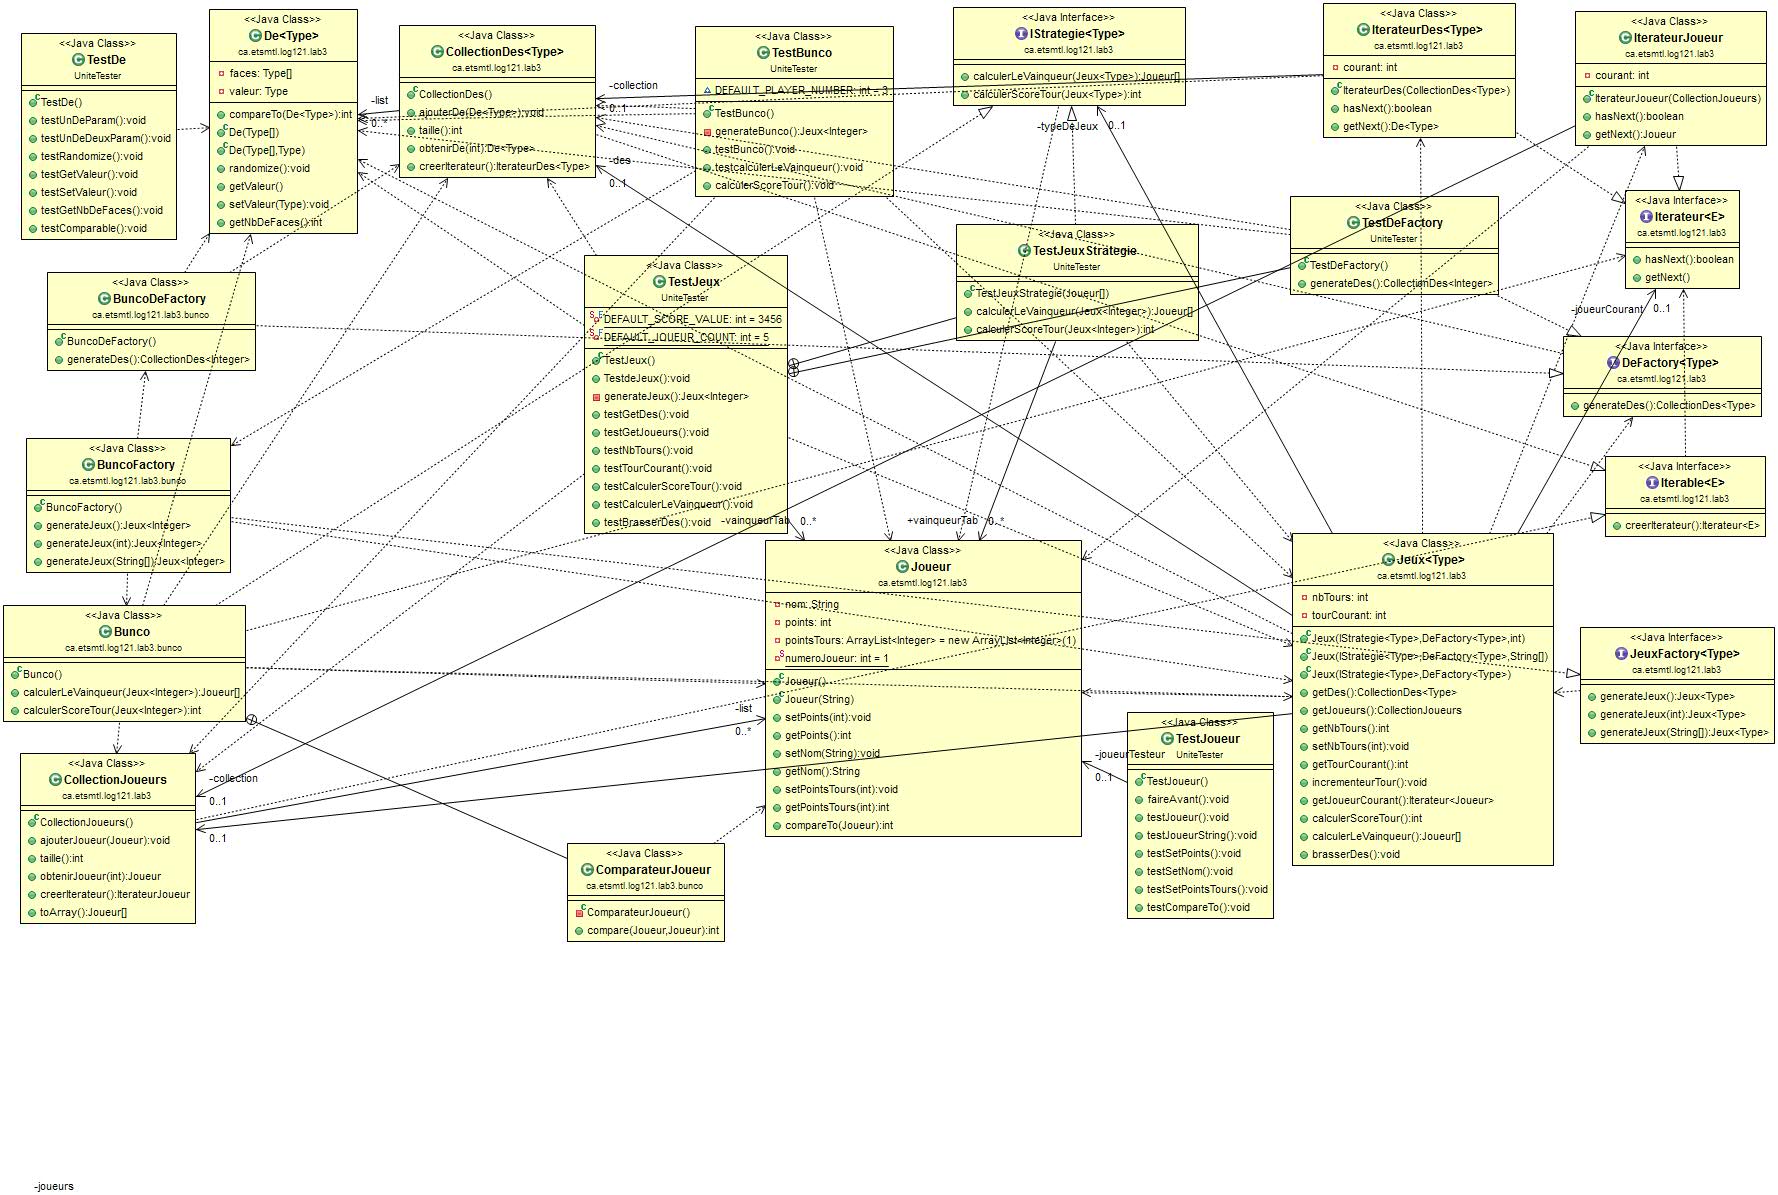 <<Java Class>>
TestDe
UniteTester
TestDe()
testUnDeParam():void
testUnDeDeuxParam():void
testRandomize():void
testGetValeur():void
testSetValeur():void
testGetNbDeFaces():void
testComparable():void
<<Java Class>>
De<Type>
ca.etsmtl.log121.lab3
faces: Type[]
valeur: Type
compareTo(De<Type>):int
De(Type[])
De(Type[],Type)
randomize():void
getValeur()
setValeur(Type):void
getNbDeFaces():int
-list
0..*
<<Java Class>>
CollectionDes<Type>
ca.etsmtl.log121.lab3
CollectionDes()
ajouterDe(De<Type>):void
taille():int
obtenirDe(int):De<Type>
creerIterateur():IterateurDes<Type>
-collection
0..1
-des
0..1
<<Java Class>>
TestBunco
UniteTester
DEFAULT_PLAYER_NUMBER: int = 3
TestBunco()
generateBunco():Jeux<Integer>
testBunco():void
testcalculerLeVainqueur():void
calculerScoreTour():void
<<Java Interface>>
IStrategie<Type>
ca.etsmtl.log121.lab3
calculerLeVainqueur(Jeux<Type>):Joueur[]
calculerScoreTour(Jeux<Type>):int
-typeDeJeux
0..1
<<Java Class>>
IterateurDes<Type>
ca.etsmtl.log121.lab3
courant: int
IterateurDes(CollectionDes<Type>)
hasNext():boolean
getNext():De<Type>
<<Java Class>>
IterateurJoueur
ca.etsmtl.log121.lab3
courant: int
IterateurJoueur(CollectionJoueurs)
hasNext():boolean
getNext():Joueur
<<Java Interface>>
Iterateur<E>
ca.etsmtl.log121.lab3
hasNext():boolean
getNext()
-joueurCourant
0..1
<<Java Class>>
TestDeFactory
UniteTester
TestDeFactory()
generateDes():CollectionDes<Integer>
<<Java Class>>
TestJeuxStrategie
UniteTester
TestJeuxStrategie(Joueur[])
calculerLeVainqueur(Jeux<Integer>):Joueur[]
calculerScoreTour(Jeux<Integer>):int
<<Java Class>>
TestJeux
UniteTester
DEFAULT_SCORE_VALUE: int = 3456
DEFAULT_JOUEUR_COUNT: int = 5
TestJeux()
TestdeJeux():void
generateJeux():Jeux<Integer>
testGetDes():void
testGetJoueurs():void
testNbTours():void
testTourCourant():void
testCalculerScoreTour():void
testCalculerLeVainqueur():void
testBrasserDes():void
<<Java Class>>
BuncoDeFactory
ca.etsmtl.log121.lab3.bunco
BuncoDeFactory()
generateDes():CollectionDes<Integer>
<<Java Interface>>
DeFactory<Type>
ca.etsmtl.log121.lab3
generateDes():CollectionDes<Type>
<<Java Class>>
BuncoFactory
ca.etsmtl.log121.lab3.bunco
BuncoFactory()
generateJeux():Jeux<Integer>
generateJeux(int):Jeux<Integer>
generateJeux(String[]):Jeux<Integer>
<<Java Interface>>
Iterable<E>
ca.etsmtl.log121.lab3
creerIterateur():Iterateur<E>
-vainqueurTab
0..*
+vainqueurTab
0..*
<<Java Class>>
Joueur
ca.etsmtl.log121.lab3
nom: String
points: int
pointsTours: ArrayList<Integer> = new ArrayList<Integer>(1)
numeroJoueur: int = 1
Joueur()
Joueur(String)
setPoints(int):void
getPoints():int
setNom(String):void
getNom():String
setPointsTours(int):void
getPointsTours(int):int
compareTo(Joueur):int
<<Java Class>>
Jeux<Type>
ca.etsmtl.log121.lab3
nbTours: int
tourCourant: int
Jeux(IStrategie<Type>,DeFactory<Type>,int)
Jeux(IStrategie<Type>,DeFactory<Type>,String[])
Jeux(IStrategie<Type>,DeFactory<Type>)
getDes():CollectionDes<Type>
getJoueurs():CollectionJoueurs
getNbTours():int
setNbTours(int):void
getTourCourant():int
incrementeurTour():void
getJoueurCourant():Iterateur<Joueur>
calculerScoreTour():int
calculerLeVainqueur():Joueur[]
brasserDes():void
<<Java Interface>>
JeuxFactory<Type>
ca.etsmtl.log121.lab3
generateJeux():Jeux<Type>
generateJeux(int):Jeux<Type>
generateJeux(String[]):Jeux<Type>
<<Java Class>>
Bunco
ca.etsmtl.log121.lab3.bunco
Bunco()
calculerLeVainqueur(Jeux<Integer>):Joueur[]
calculerScoreTour(Jeux<Integer>):int
-list
0..*
<<Java Class>>
TestJoueur
UniteTester
TestJoueur()
faireAvant():void
testJoueur():void
testJoueurString():void
testSetPoints():void
testSetNom():void
testSetPointsTours():void
testCompareTo():void
-joueurTesteur
0..1
<<Java Class>>
CollectionJoueurs
ca.etsmtl.log121.lab3
CollectionJoueurs()
ajouterJoueur(Joueur):void
taille():int
obtenirJoueur(int):Joueur
creerIterateur():IterateurJoueur
toArray():Joueur[]
-collection
0..1
0..1
<<Java Class>>
ComparateurJoueur
ca.etsmtl.log121.lab3.bunco
ComparateurJoueur()
compare(Joueur,Joueur):int
-joueurs